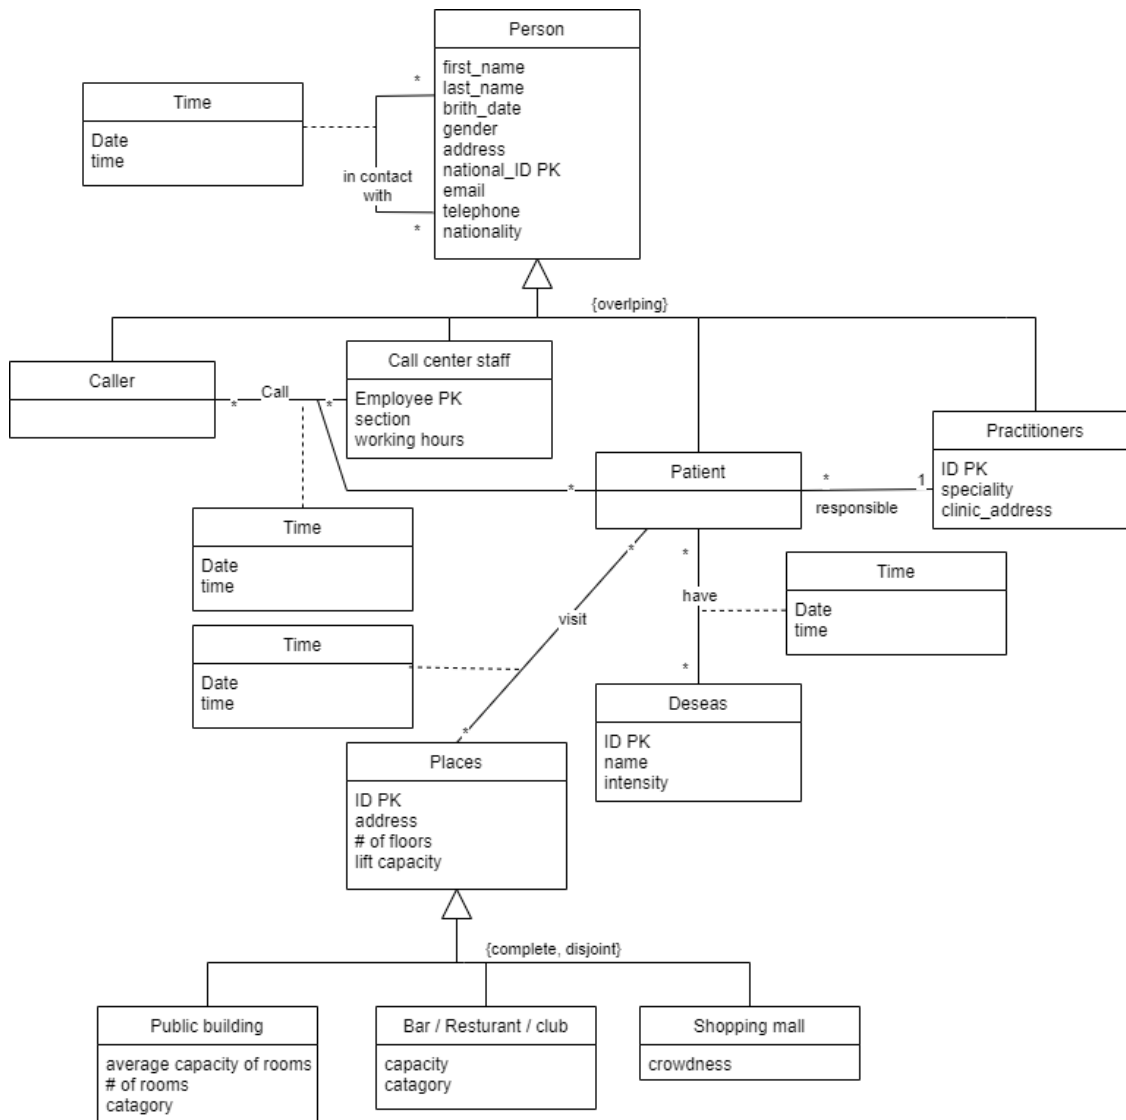 Person
first_name
last_name
brith_date
gender
address
national_ID PK
email
telephone
nationality
Time
Date
time
*
in contact
with
*
{overlping}
Caller
*
Call
*
Call center staff
Employee PK
section
working hours
Practitioners
ID PK
speciality
clinic_address
Patient
*
*
1
responsible
Time
Date
time
Time
Date
time
*
visit
*
*
have
*
Time
Date
time
Deseas
ID PK
name
intensity
Places
ID PK
address
# of floors
lift capacity
{complete, disjoint}
Public building
average capacity of rooms
# of rooms
catagory
Bar / Resturant / club
capacity
catagory
Shopping mall
crowdness